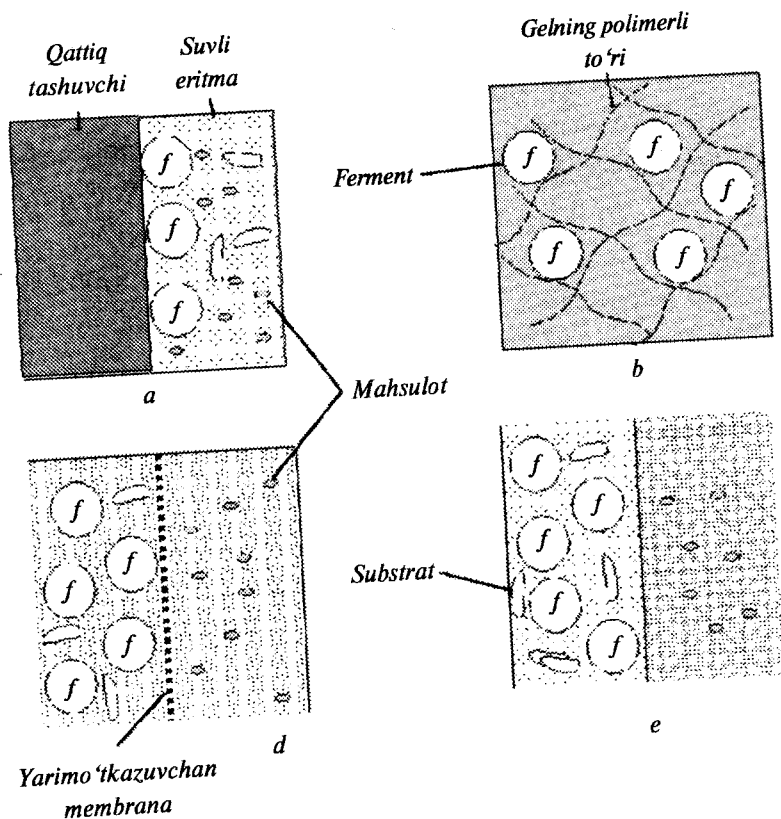 Qattiq
tashuvchi
Suvli
eritma
Gelning polimerli
to‘ri
f
f
f
Ferment
f
f
f
f
f
a
b
Mahsulot
f
f
f
f
f
Substrat
f
f
f
f
f
d
e
Yarimo‘tkazuvchan
membrana